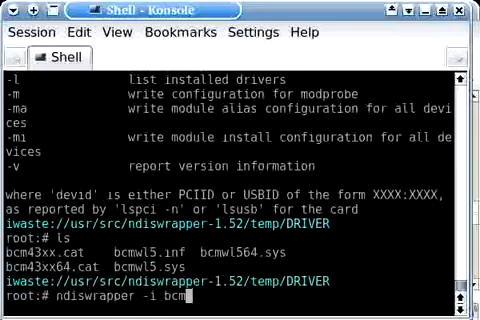 Shell - Konsole
Session Edit View Bookmarks Settings Help
Shell
-l list installed drivers
-m write configuration for modprobe
-ma write module alias configuration for all devi
ces
-mi write module install configuration for all de
vices
-v report version information
where 'devid' is either PCIID or USBID of the form XXXX:XXXX,
as reported by 'lspci -n' or 'lsusb' for the card
iwaste://usr/src/ndiswrapper-1.52/temp/DRIVER
root:# ls
bcm43xx.cat bcmwl5.inf bcmwl564.sys
bcm43xx64.cat bcmwl5.sys
iwaste://usr/src/ndiswrapper-1.52/temp/DRIVER
root:# ndiswrapper -i bcm